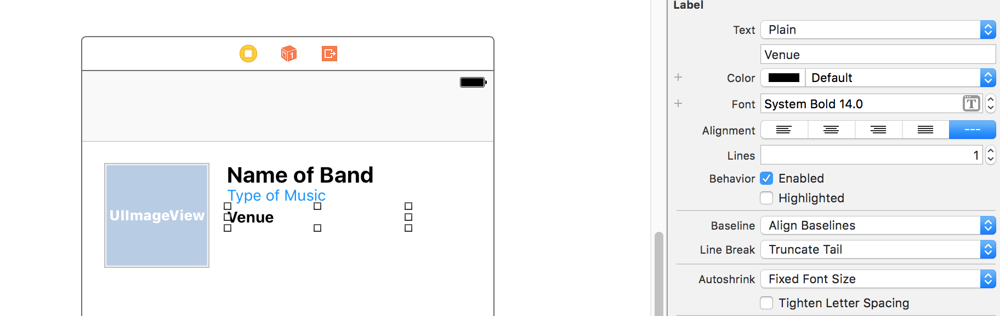 Name of Band
Type of Music
UIImageView
Venue
Label
Text Plain
Venue
Color Default
Font System Bold 14.0 T
Alignment ---
Lines 1
Behavior Enabled
Highlighted
Baseline Align Baselines
Line Break Truncate Tail
Autoshrink Fixed Font Size
Tighten Letter Spacing